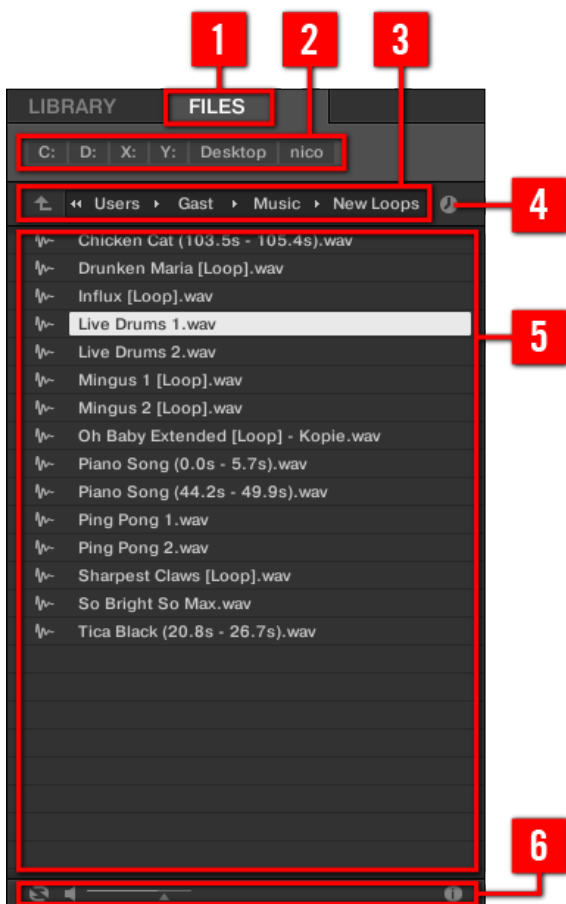 1 2 3
LIBRARY FILES
C: D: X: Y: Desktop nico
Users Gast Music New Loops 4
Chicken Cat (103.5s - 105.4s).wav
Drunken Maria [Loop].wav
Influx [Loop].wav
Live Drums 1.wav 5
Live Drums 2.wav
Mingus 1 [Loop].wav
Mingus 2 [Loop].wav
Oh Baby Extended [Loop] - Kopie.wav
Piano Song (0.0s - 5.7s).wav
Piano Song (44.2s - 49.9s).wav
Ping Pong 1.wav
Ping Pong 2.wav
Sharpest Claws [Loop].wav
So Bright So Max.wav
Tica Black (20.8s - 26.7s).wav
6